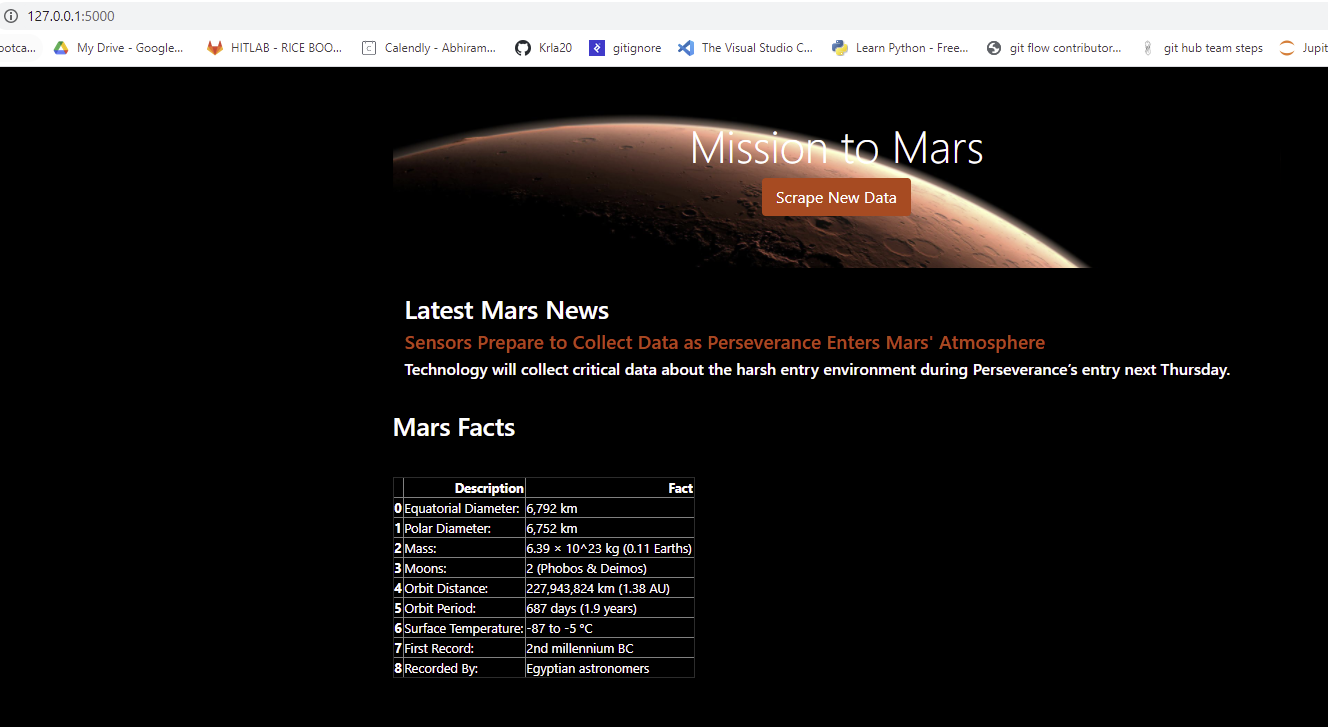 127.0.0.1:5000
ootca... My Drive - Google... HITLAB - RICE BOO... Calendly - Abhiram... Krla20 gitignore The Visual Studio C... Learn Python - Free... git flow contributor... git hub team steps Jupit
Mission to Mars
Scrape New Data
Latest Mars News
Sensors Prepare to Collect Data as Perseverance Enters Mars' Atmosphere
Technology will collect critical data about the harsh entry environment during Perseverance’s entry next Thursday.
Mars Facts
Description Fact
0 Equatorial Diameter: 6,792 km
1 Polar Diameter: 6,752 km
2 Mass: 6.39 × 10^23 kg (0.11 Earths)
3 Moons: 2 (Phobos & Deimos)
4 Orbit Distance: 227,943,824 km (1.38 AU)
5 Orbit Period: 687 days (1.9 years)
6 Surface Temperature: -87 to -5 °C
7 First Record: 2nd millennium BC
8 Recorded By: Egyptian astronomers